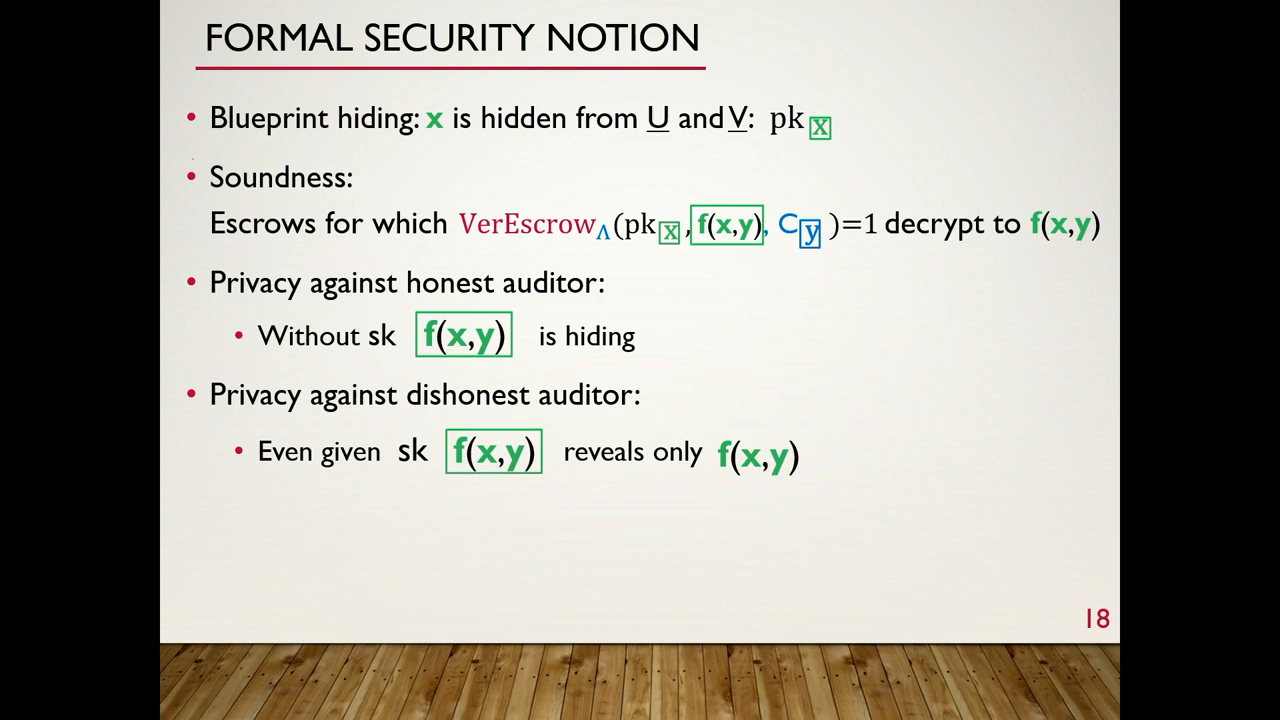 FORMAL SECURITY NOTION
• Blueprint hiding: x is hidden from U and V: pk x
• Soundness:
Escrows for which VerEscrow Λ (pk x , f(x,y), C y )=1 decrypt to f(x,y)
• Privacy against honest auditor:
• Without sk f(x,y) is hiding
• Privacy against dishonest auditor:
• Even given sk f(x,y) reveals only f(x,y)
18